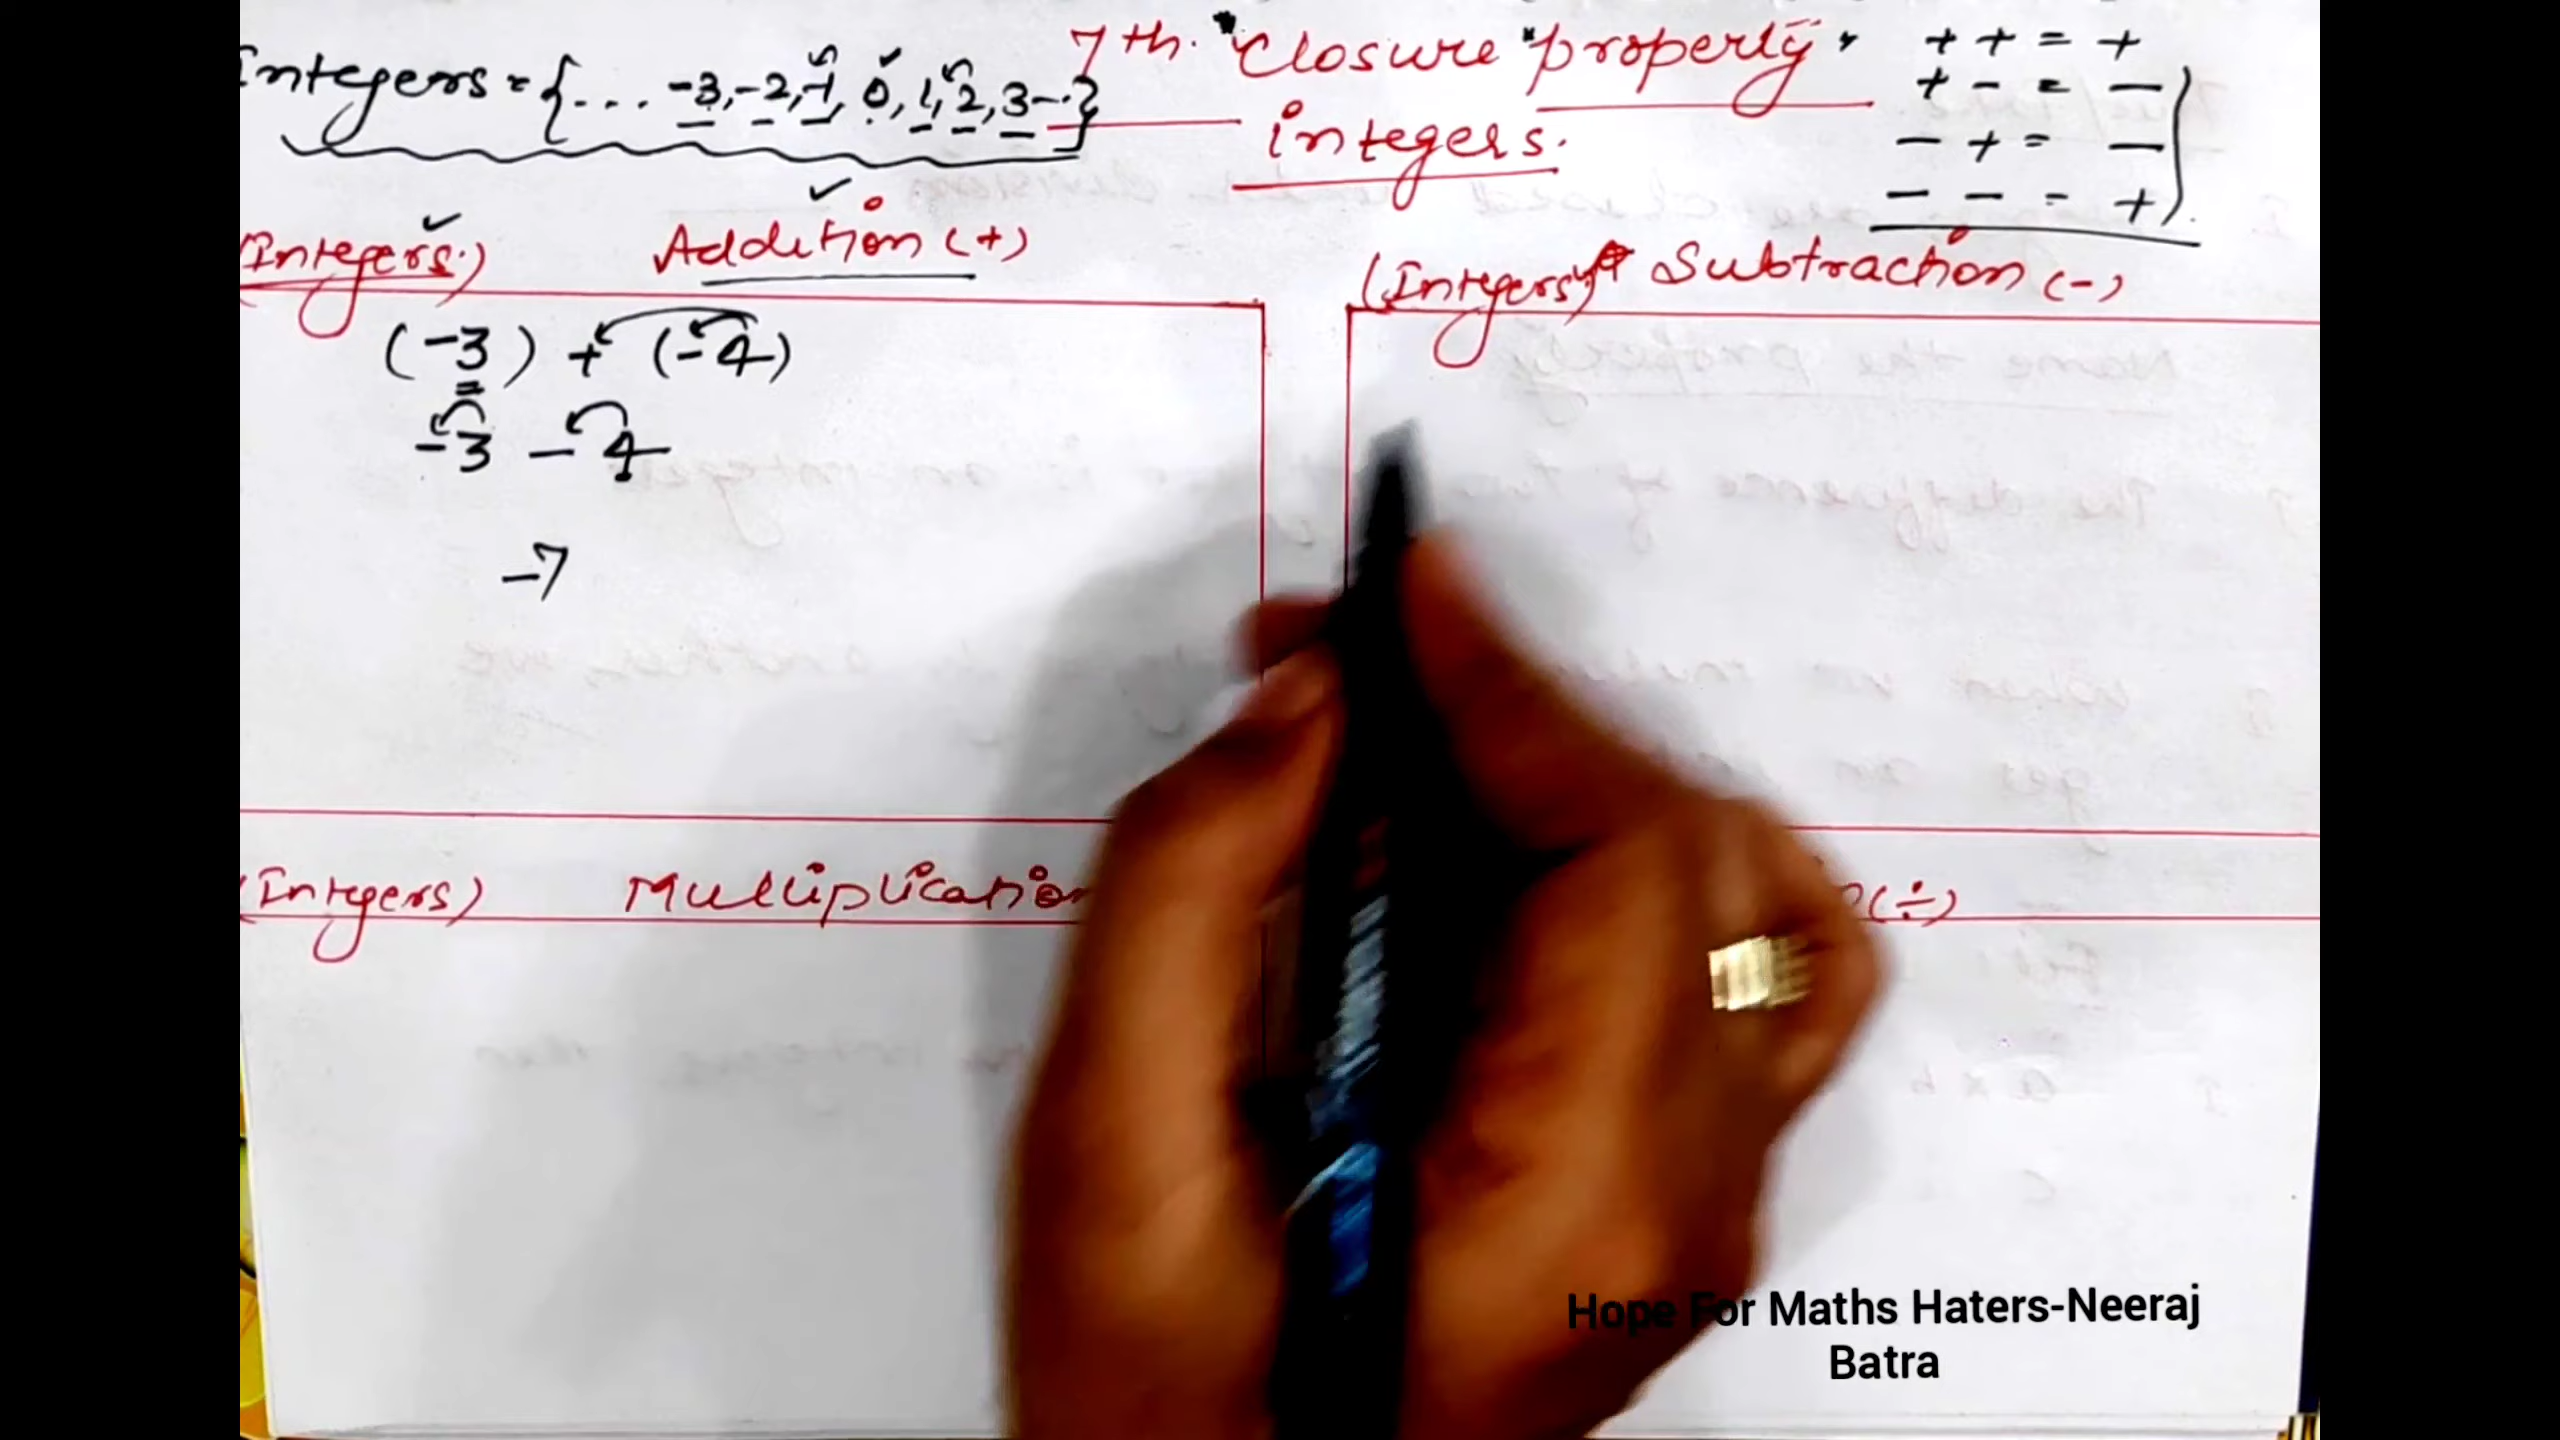 Integers = {... -3, -2, -1, 0, 1, 2, 3 -..}
7th. "Closure" property.
integers.
+ + = +
+ - = -
- + = -
- - = +
(Integers.) Addition (+)
(Integers) Subtraction (-)
(-3) + (-4)
-3 - 4
-7
(Integers) Multiplication
(÷)
Hope For Maths Haters-Neeraj
Batra